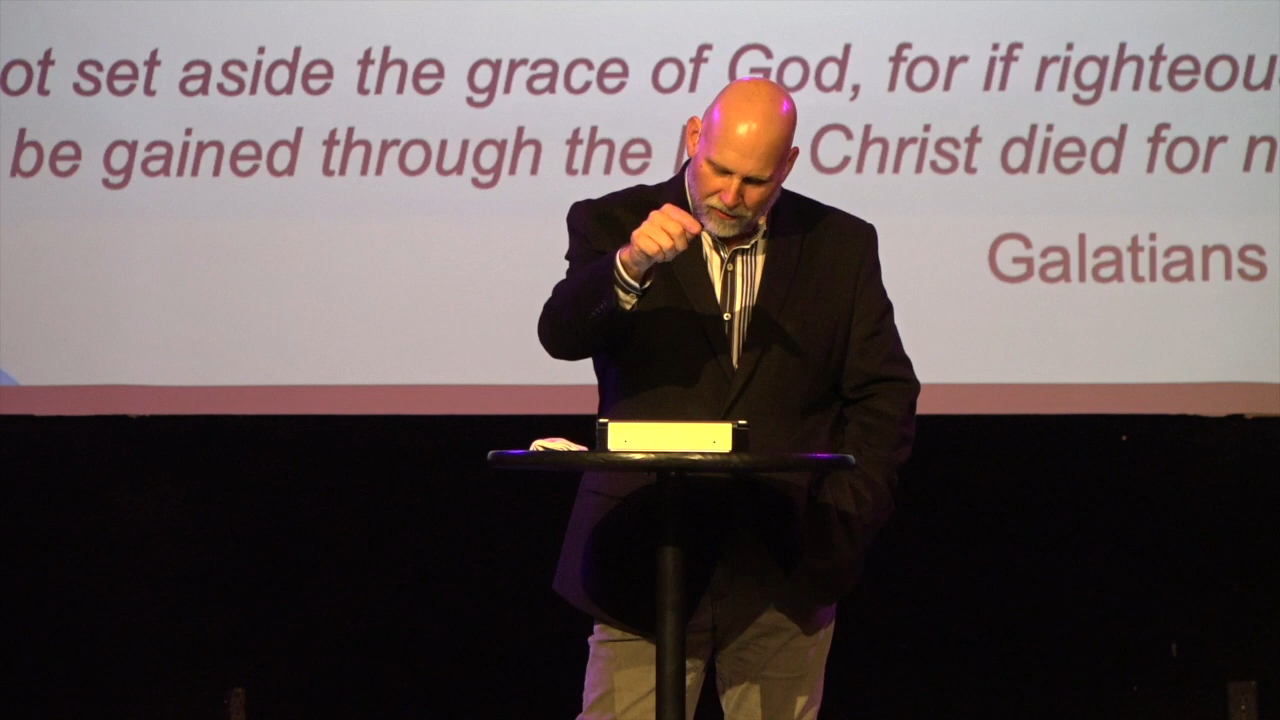 ot set aside the grace of God, for if righteou
be gained through the Christ died for n
Galatians